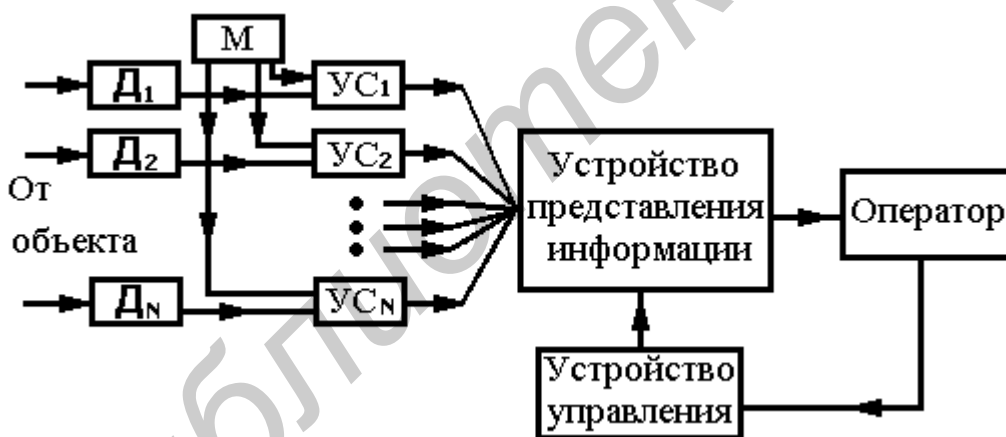 М
Д1
УС1
Д2
УС2
От
объекта
ДN
УСN
Устройство
представления
информации
Оператор
Устройство
управления